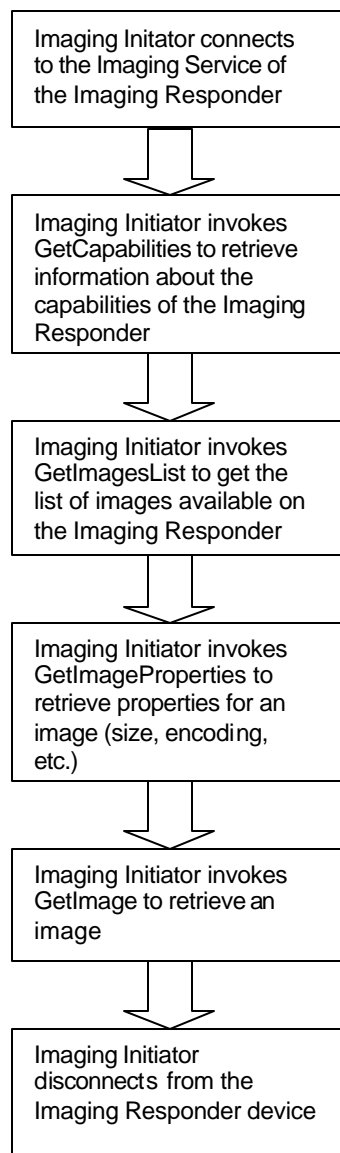 Imaging Initator connects
to the Imaging Service of
the Imaging Responder
Imaging Initiator invokes
GetCapabilities to retrieve
information about the
capabilities of the Imaging
Responder
Imaging Initiator invokes
GetImagesList to get the
list of images available on
the Imaging Responder
Imaging Initiator invokes
GetImageProperties to
retrieve properties for an
image (size, encoding,
etc.)
Imaging Initiator invokes
GetImage to retrieve an
image
Imaging Initiator
disconnects from the
Imaging Responder device